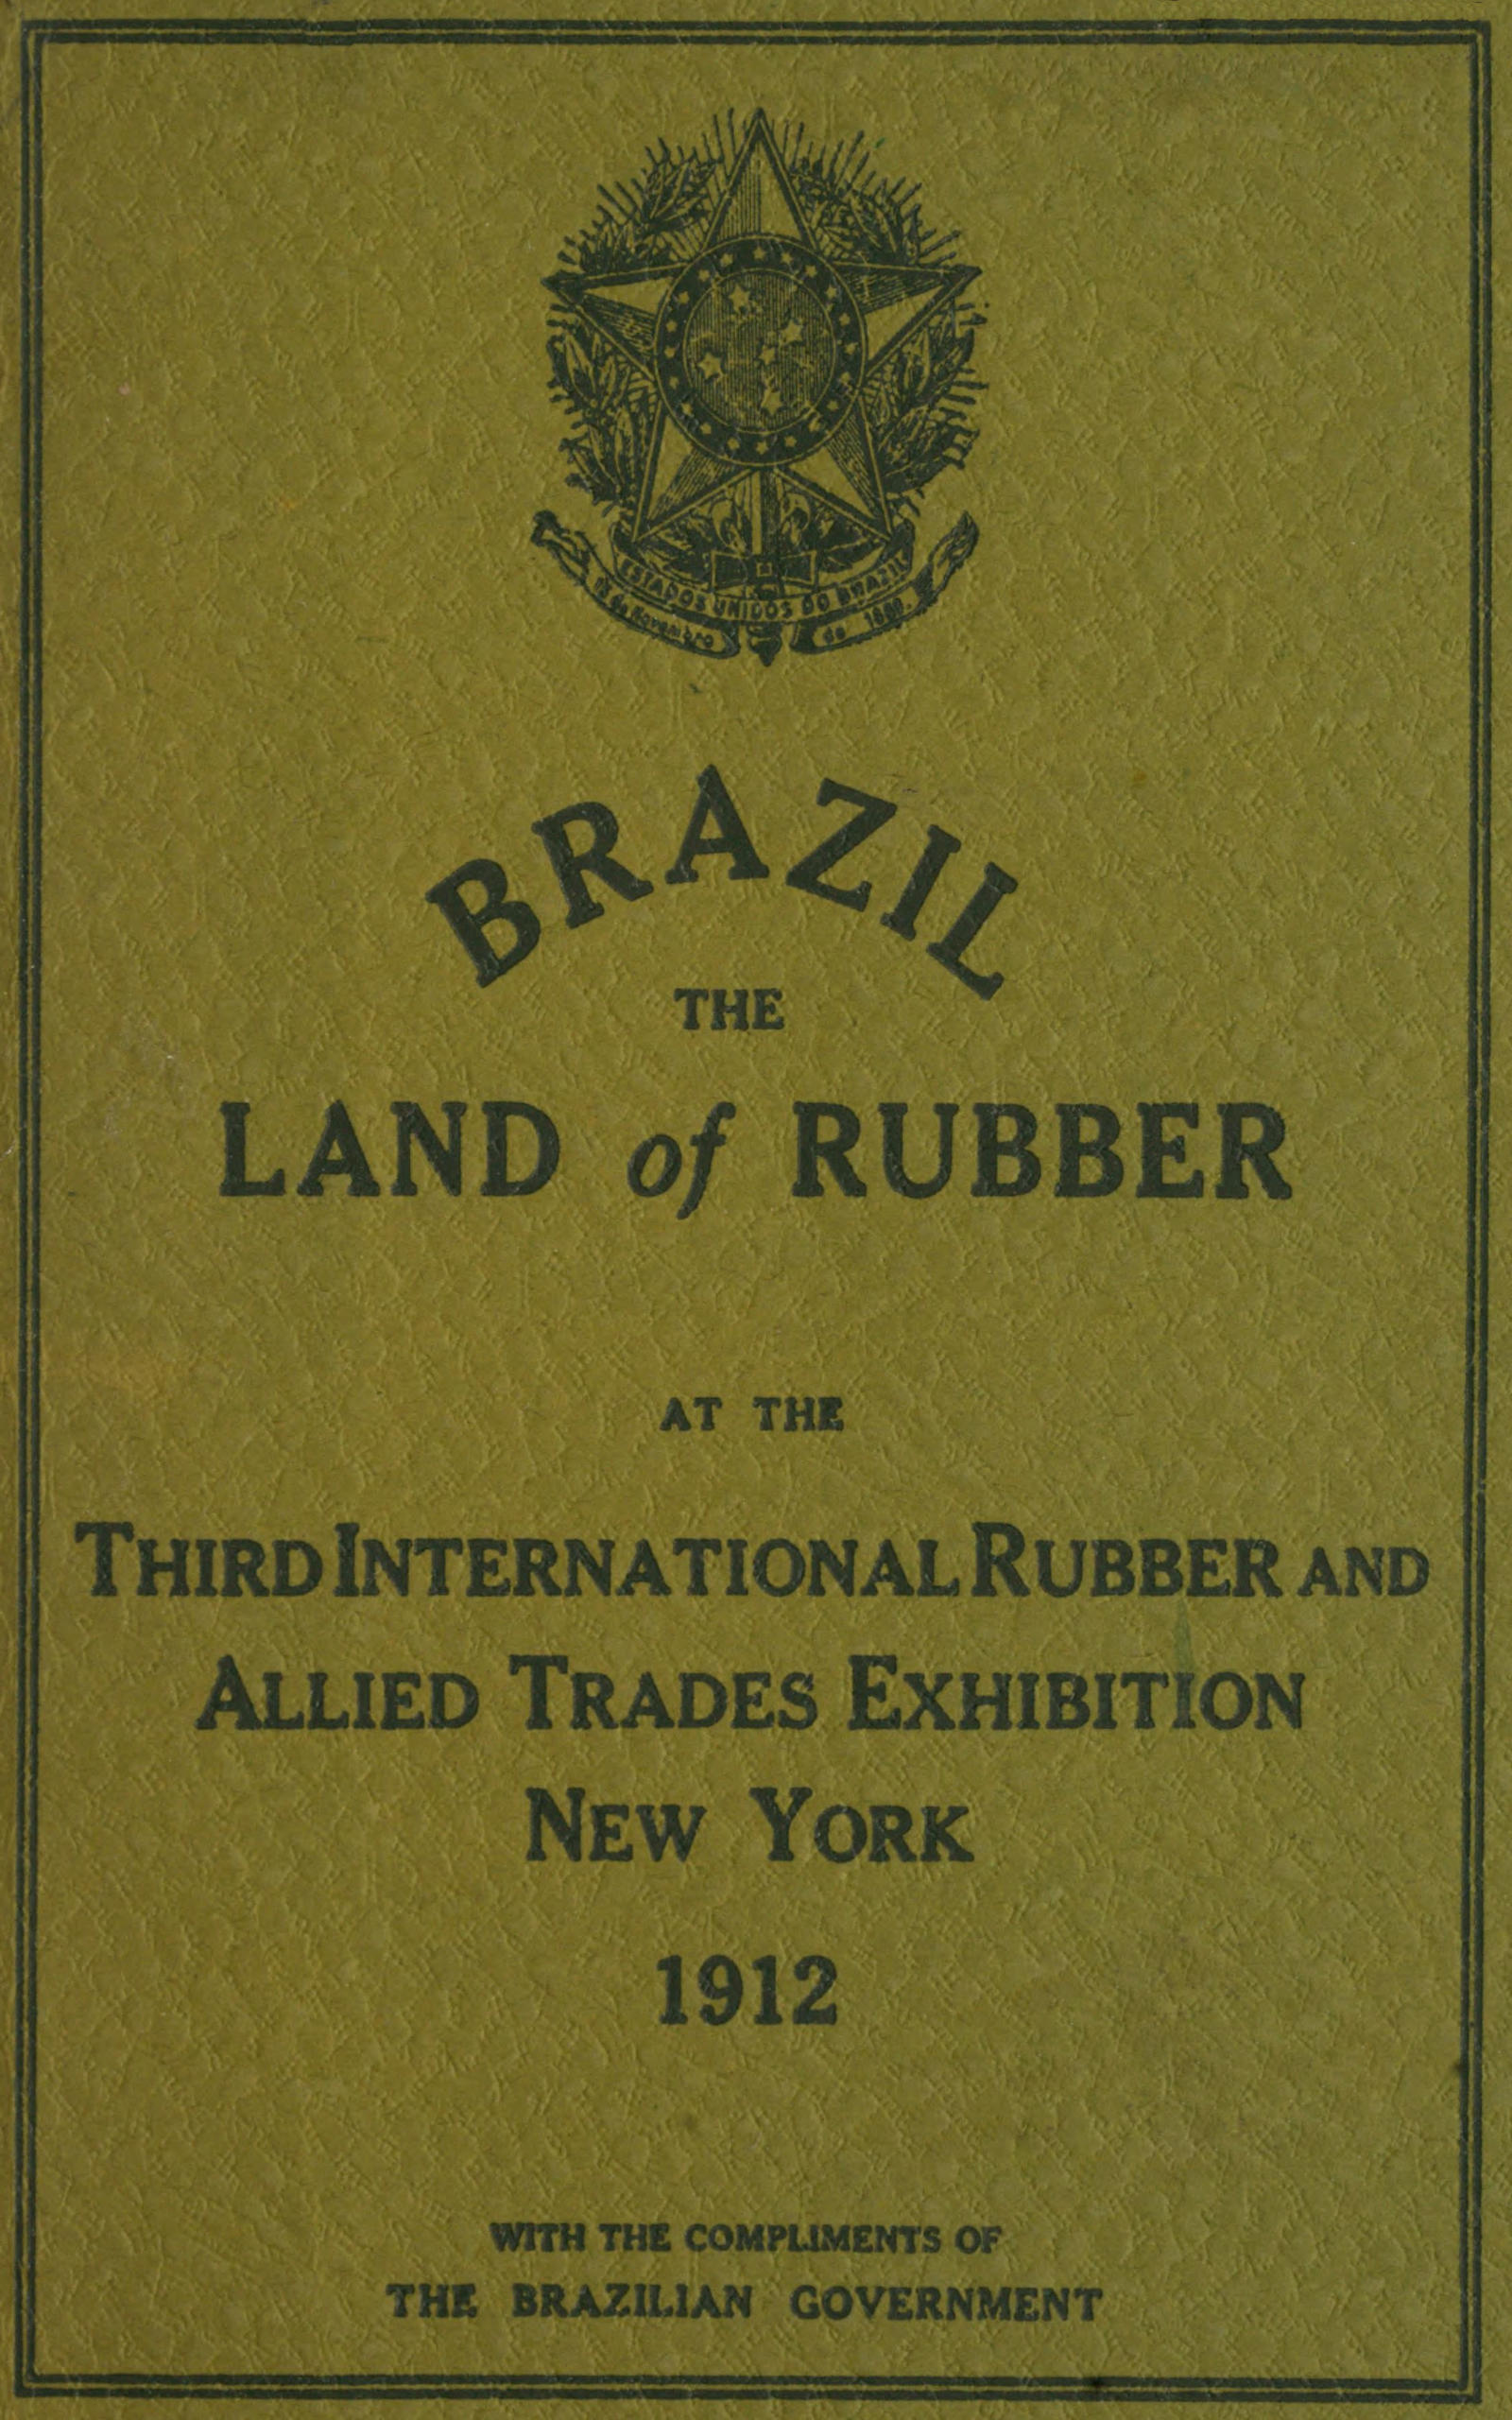 ESTADOS UNIDOS DO BRAZIL
15 de Novembro de 1889.
BRAZIL
THE
LAND of RUBBER
AT THE
THIRD INTERNATIONAL RUBBER AND
ALLIED TRADES EXHIBITION
NEW YORK
1912
WITH THE COMPLIMENTS OF
THE BRAZILIAN GOVERNMENT